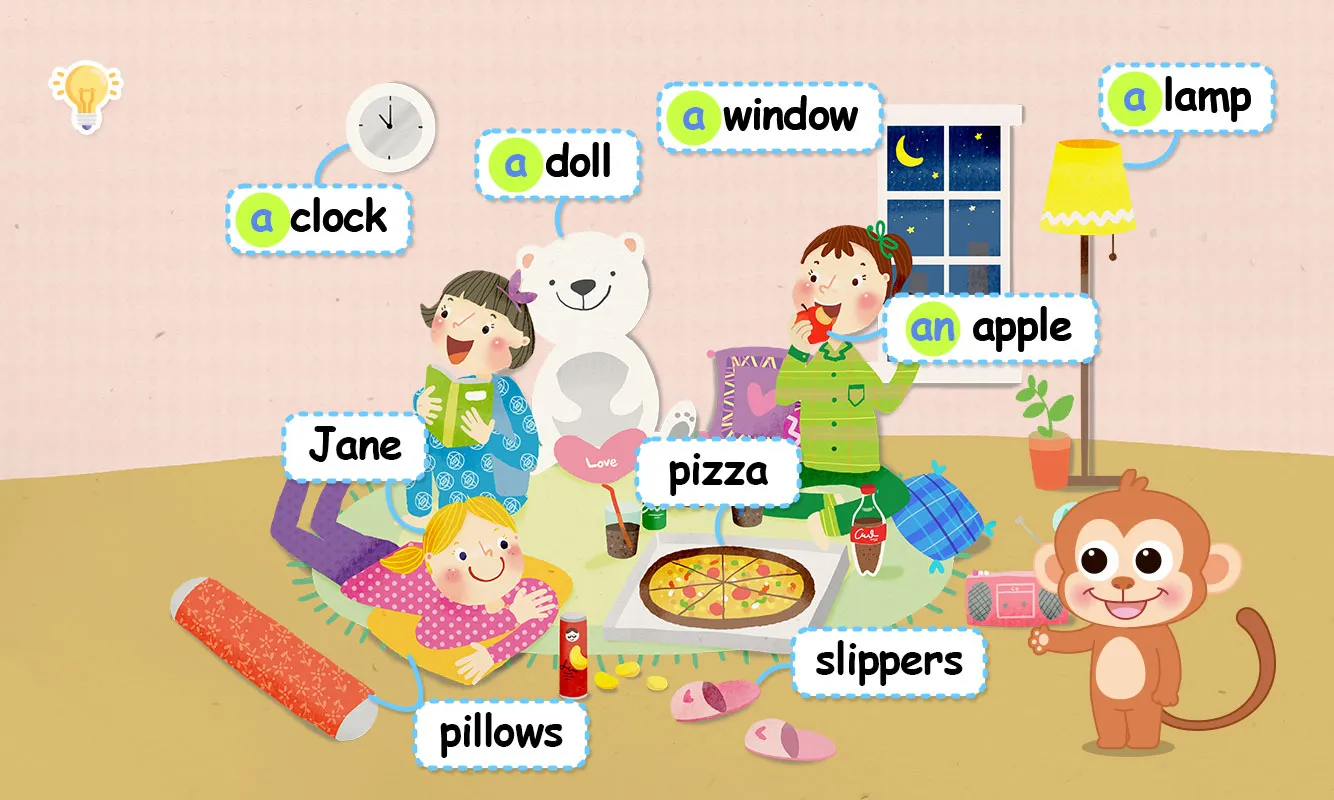 a lamp
a window
a doll
a clock
an apple
Jane
pizza
Love
slippers
pillows